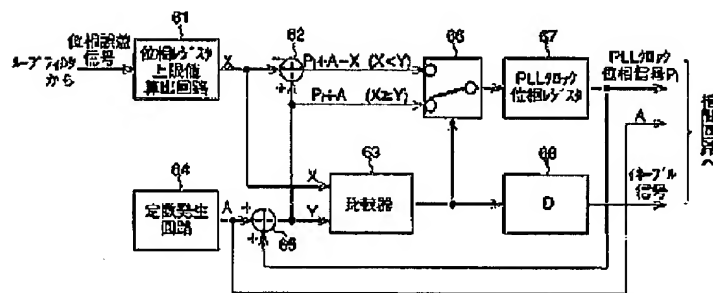 61
位相誤差
信号
ループフィルタ
から
位相レジスタ
上限値
算出回路
X
62
−
+
Pi+A-X (X<Y)
Pi+A (X≥Y)
66
67
PLLクロック
位相レジスタ
PLLクロック
位相信号Pi
A
補間回路へ
63
X
Y
比較器
68
D
イネーブル
信号
64
定数発生
回路
A
+
+
65